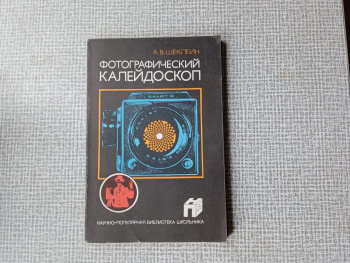 А.В.ШЕКЛЕИН
ФОТОГРАФИЧЕСКИЙ
КАЛЕЙДОСКОП
НАУЧНО-ПОПУЛЯРНАЯ БИБЛИОТЕКА ШКОЛЬНИКА